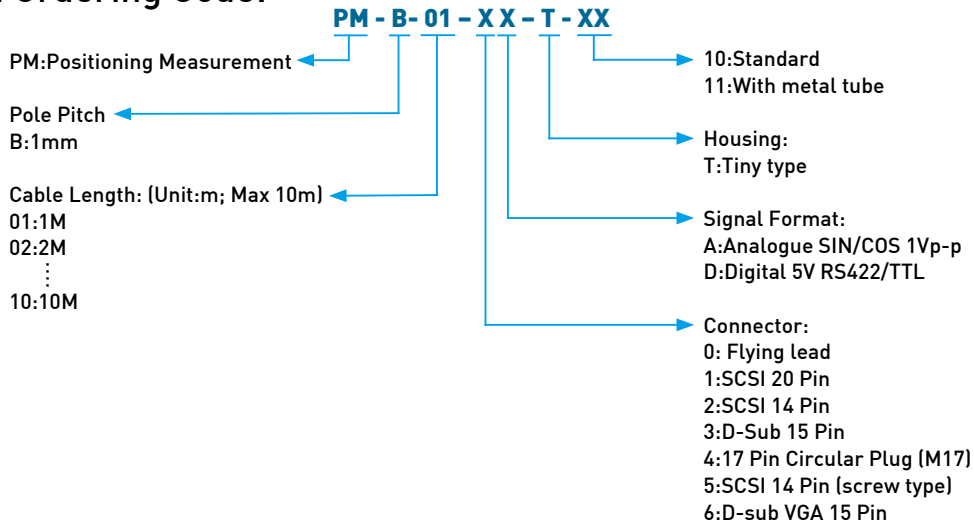 Ordering Code:
PM - B- 01 - X X - T - XX
PM:Positioning Measurement
Pole Pitch
B:1mm
Cable Length: (Unit:m; Max 10m)
01:1M
02:2M
⋮
10:10M
10:Standard
11:With metal tube
Housing:
T:Tiny type
Signal Format:
A:Analogue SIN/COS 1Vp-p
D:Digital 5V RS422/TTL
Connector:
0: Flying lead
1:SCSI 20 Pin
2:SCSI 14 Pin
3:D-Sub 15 Pin
4:17 Pin Circular Plug (M17)
5:SCSI 14 Pin (screw type)
6:D-sub VGA 15 Pin